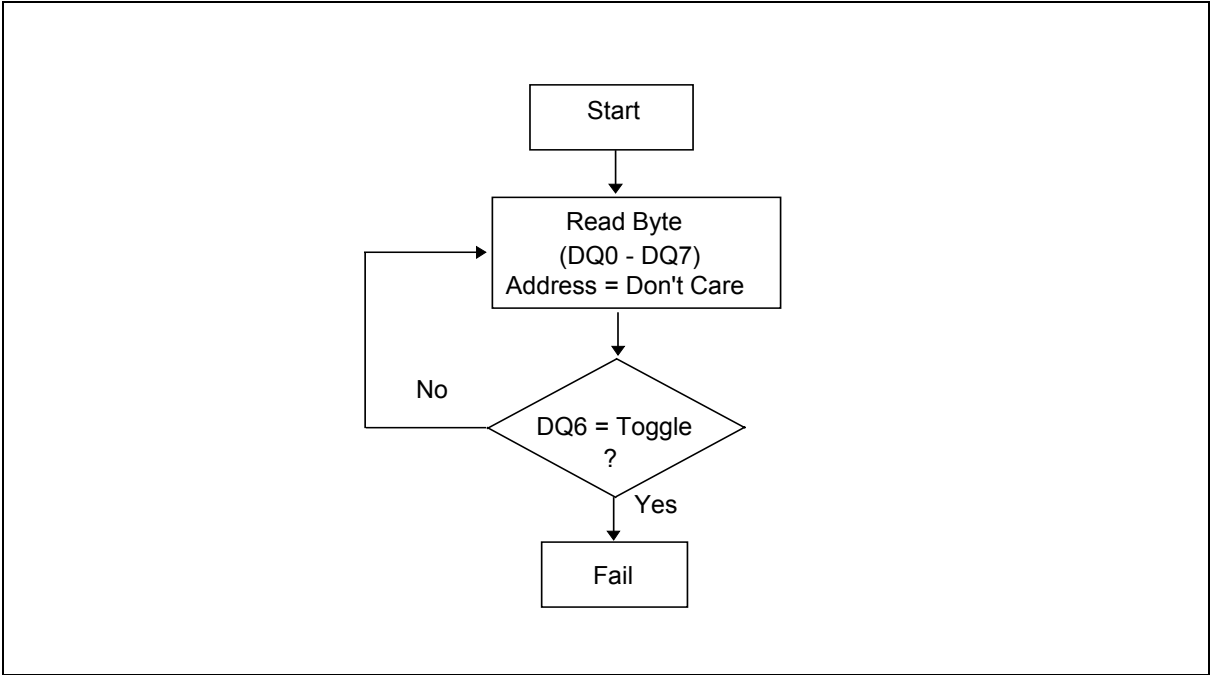 Start
Read Byte
(DQ0 - DQ7)
Address = Don't Care
No
DQ6 = Toggle
?
Yes
Fail